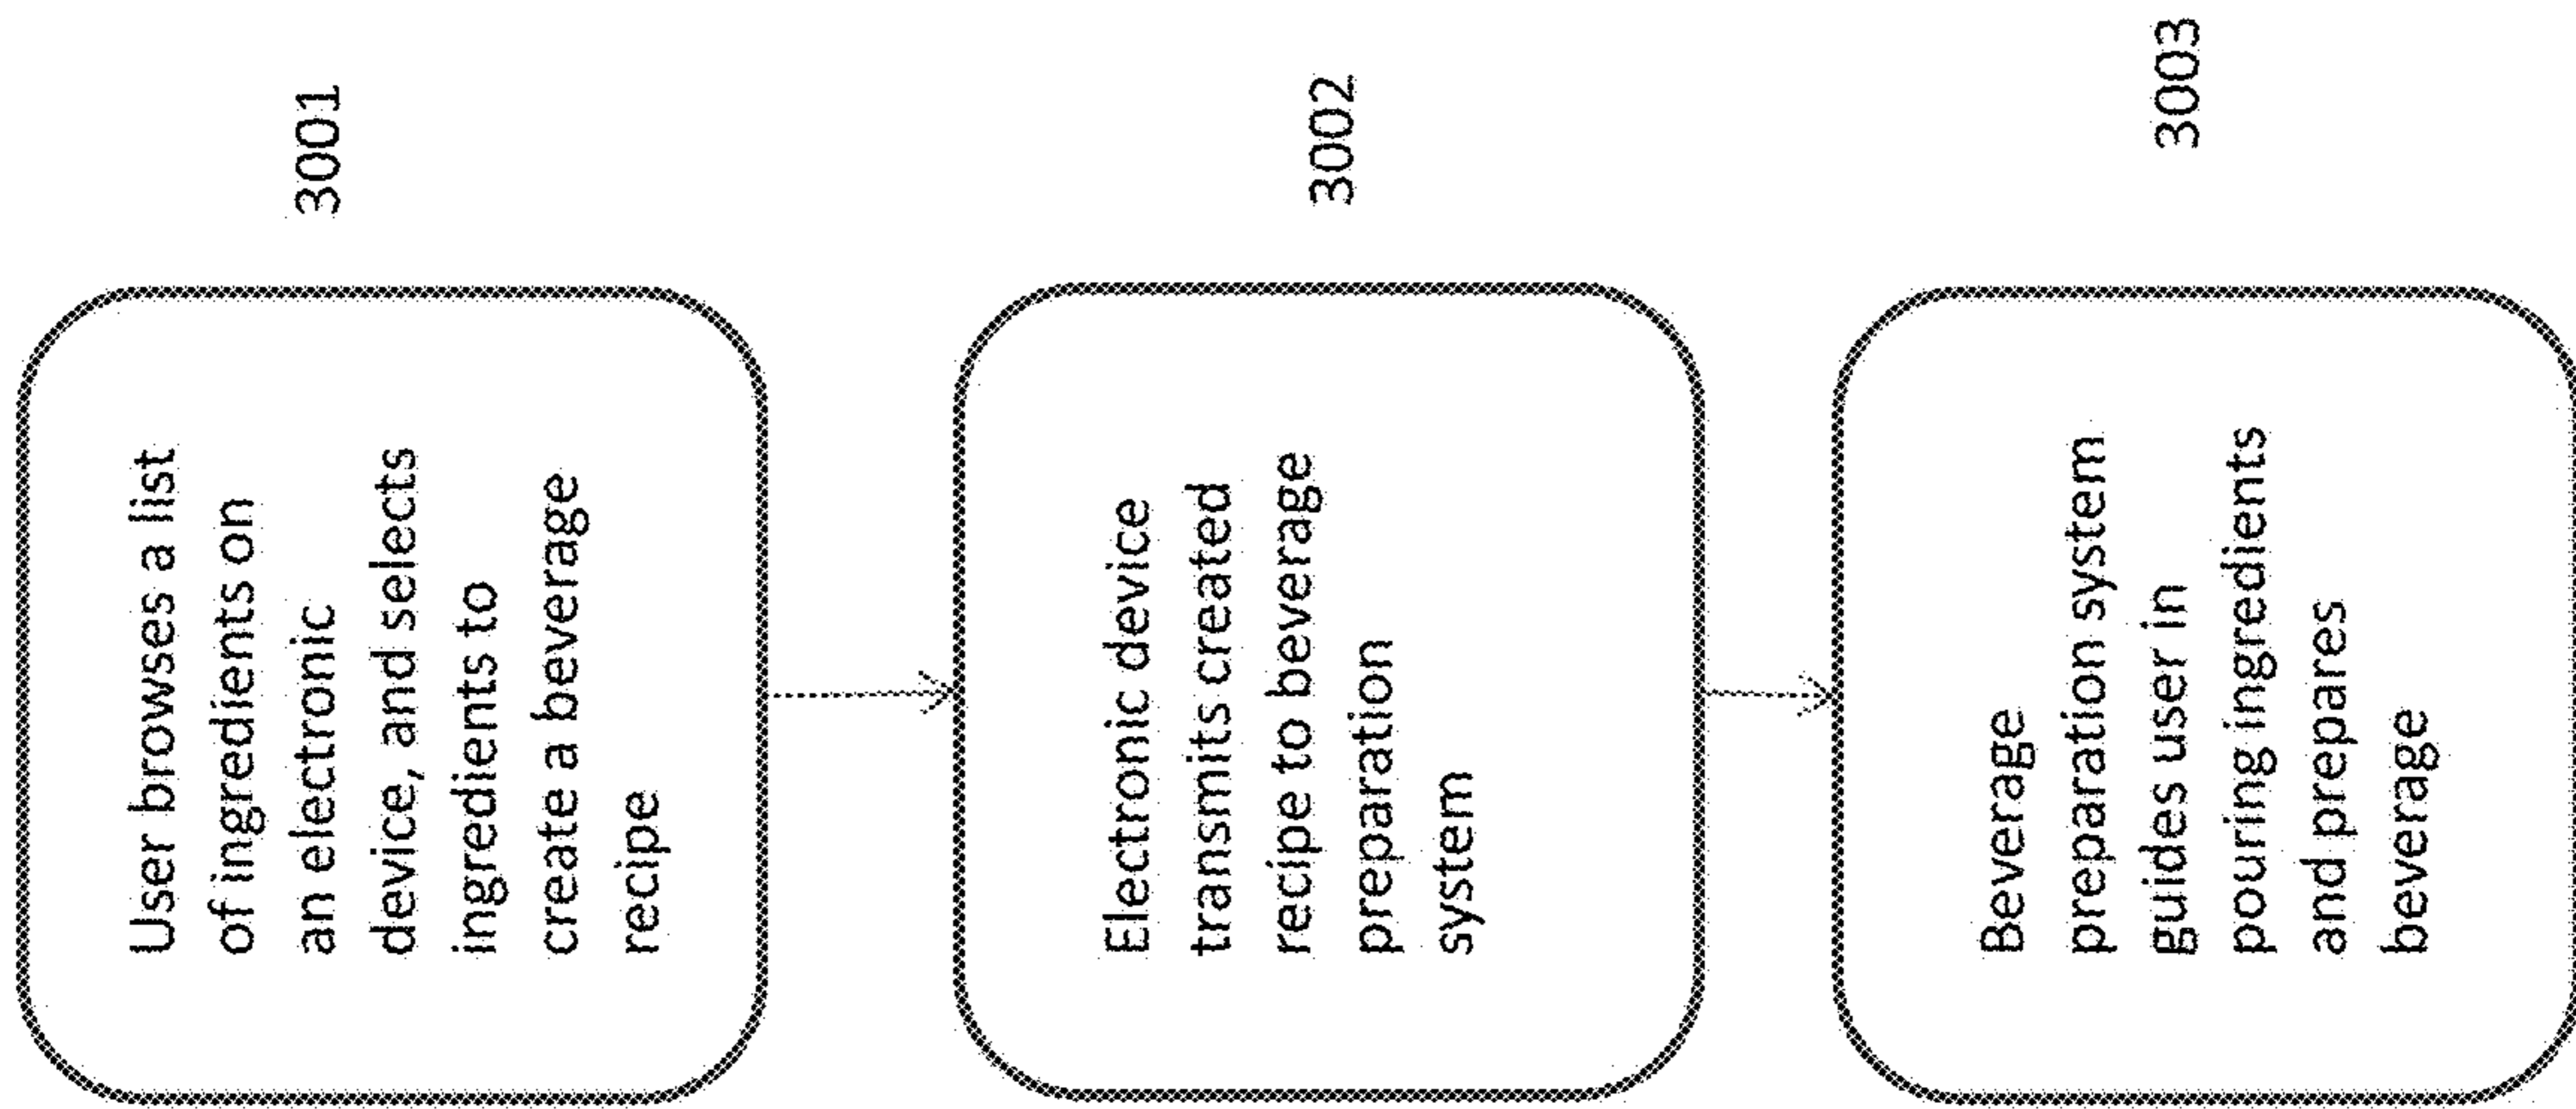 User browses a list
of ingredients on
an electronic
device, and selects
ingredients to
create a beverage
recipe
3001
Electronic device
transmits created
recipe to beverage
preparation
system
3002
Beverage
preparation system
guides user in
pouring ingredients
and prepares
beverage
3003